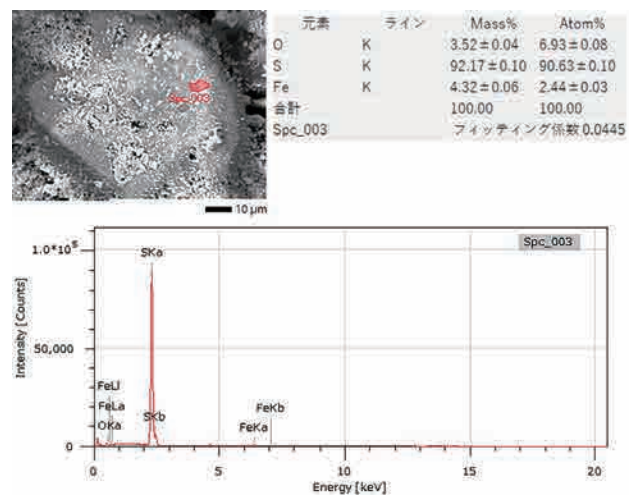 Spc_003
10 μm
元素 ライン Mass% Atom%
O K 3.52±0.04 6.93±0.08
S K 92.17±0.10 90.63±0.10
Fe K 4.32±0.06 2.44±0.03
合計 100.00 100.00
Spc_003 フィッティング係数 0.0445
Spc_003
Intensity [Counts]
1.0*10⁵
50,000
0
SKa
SKb
FeLl
FeLa
OKa
FeKa
FeKb
0 5 10 15 20
Energy [keV]